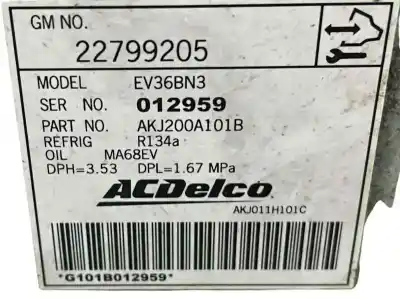 GM NO.
22799205
MODEL EV36BN3
SER NO. 012959
PART NO. AKJ200A101B
REFRIG R134a
OIL MA68EV
DPH=3.53 DPL=1.67 MPa
ACDelco
AKJ011H101C
*G101B012959*